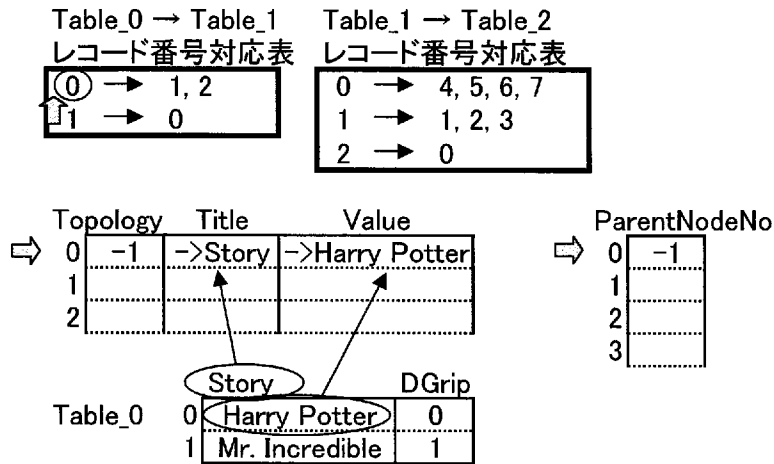 Table_0 → Table_1 Table_1 → Table_2
レコード番号対応表 レコード番号対応表
0 → 1, 2 0 → 4, 5, 6, 7
1 → 0 1 → 1, 2, 3
2 → 0
Topology Title Value ParentNodeNo
0 -1 ->Story ->Harry Potter 0 -1
1 1
2 2
3
Story DGrip
Table_0 0 Harry Potter 0
1 Mr. Incredible 1